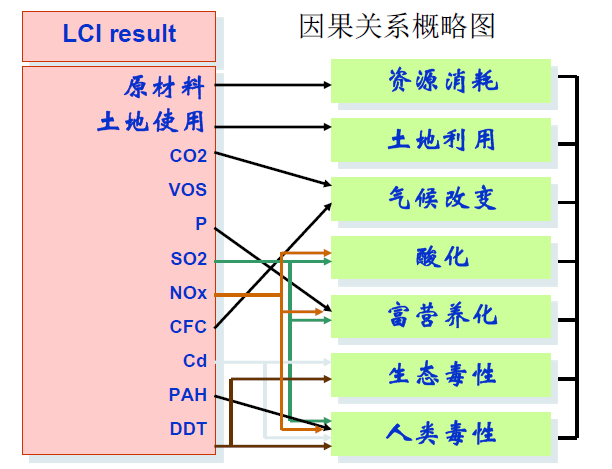 因果关系概略图
LCI result
原材料
土地使用
CO2
VOS
P
SO2
NOx
CFC
Cd
PAH
DDT
资源消耗
土地利用
气候改变
酸化
富营养化
生态毒性
人类毒性